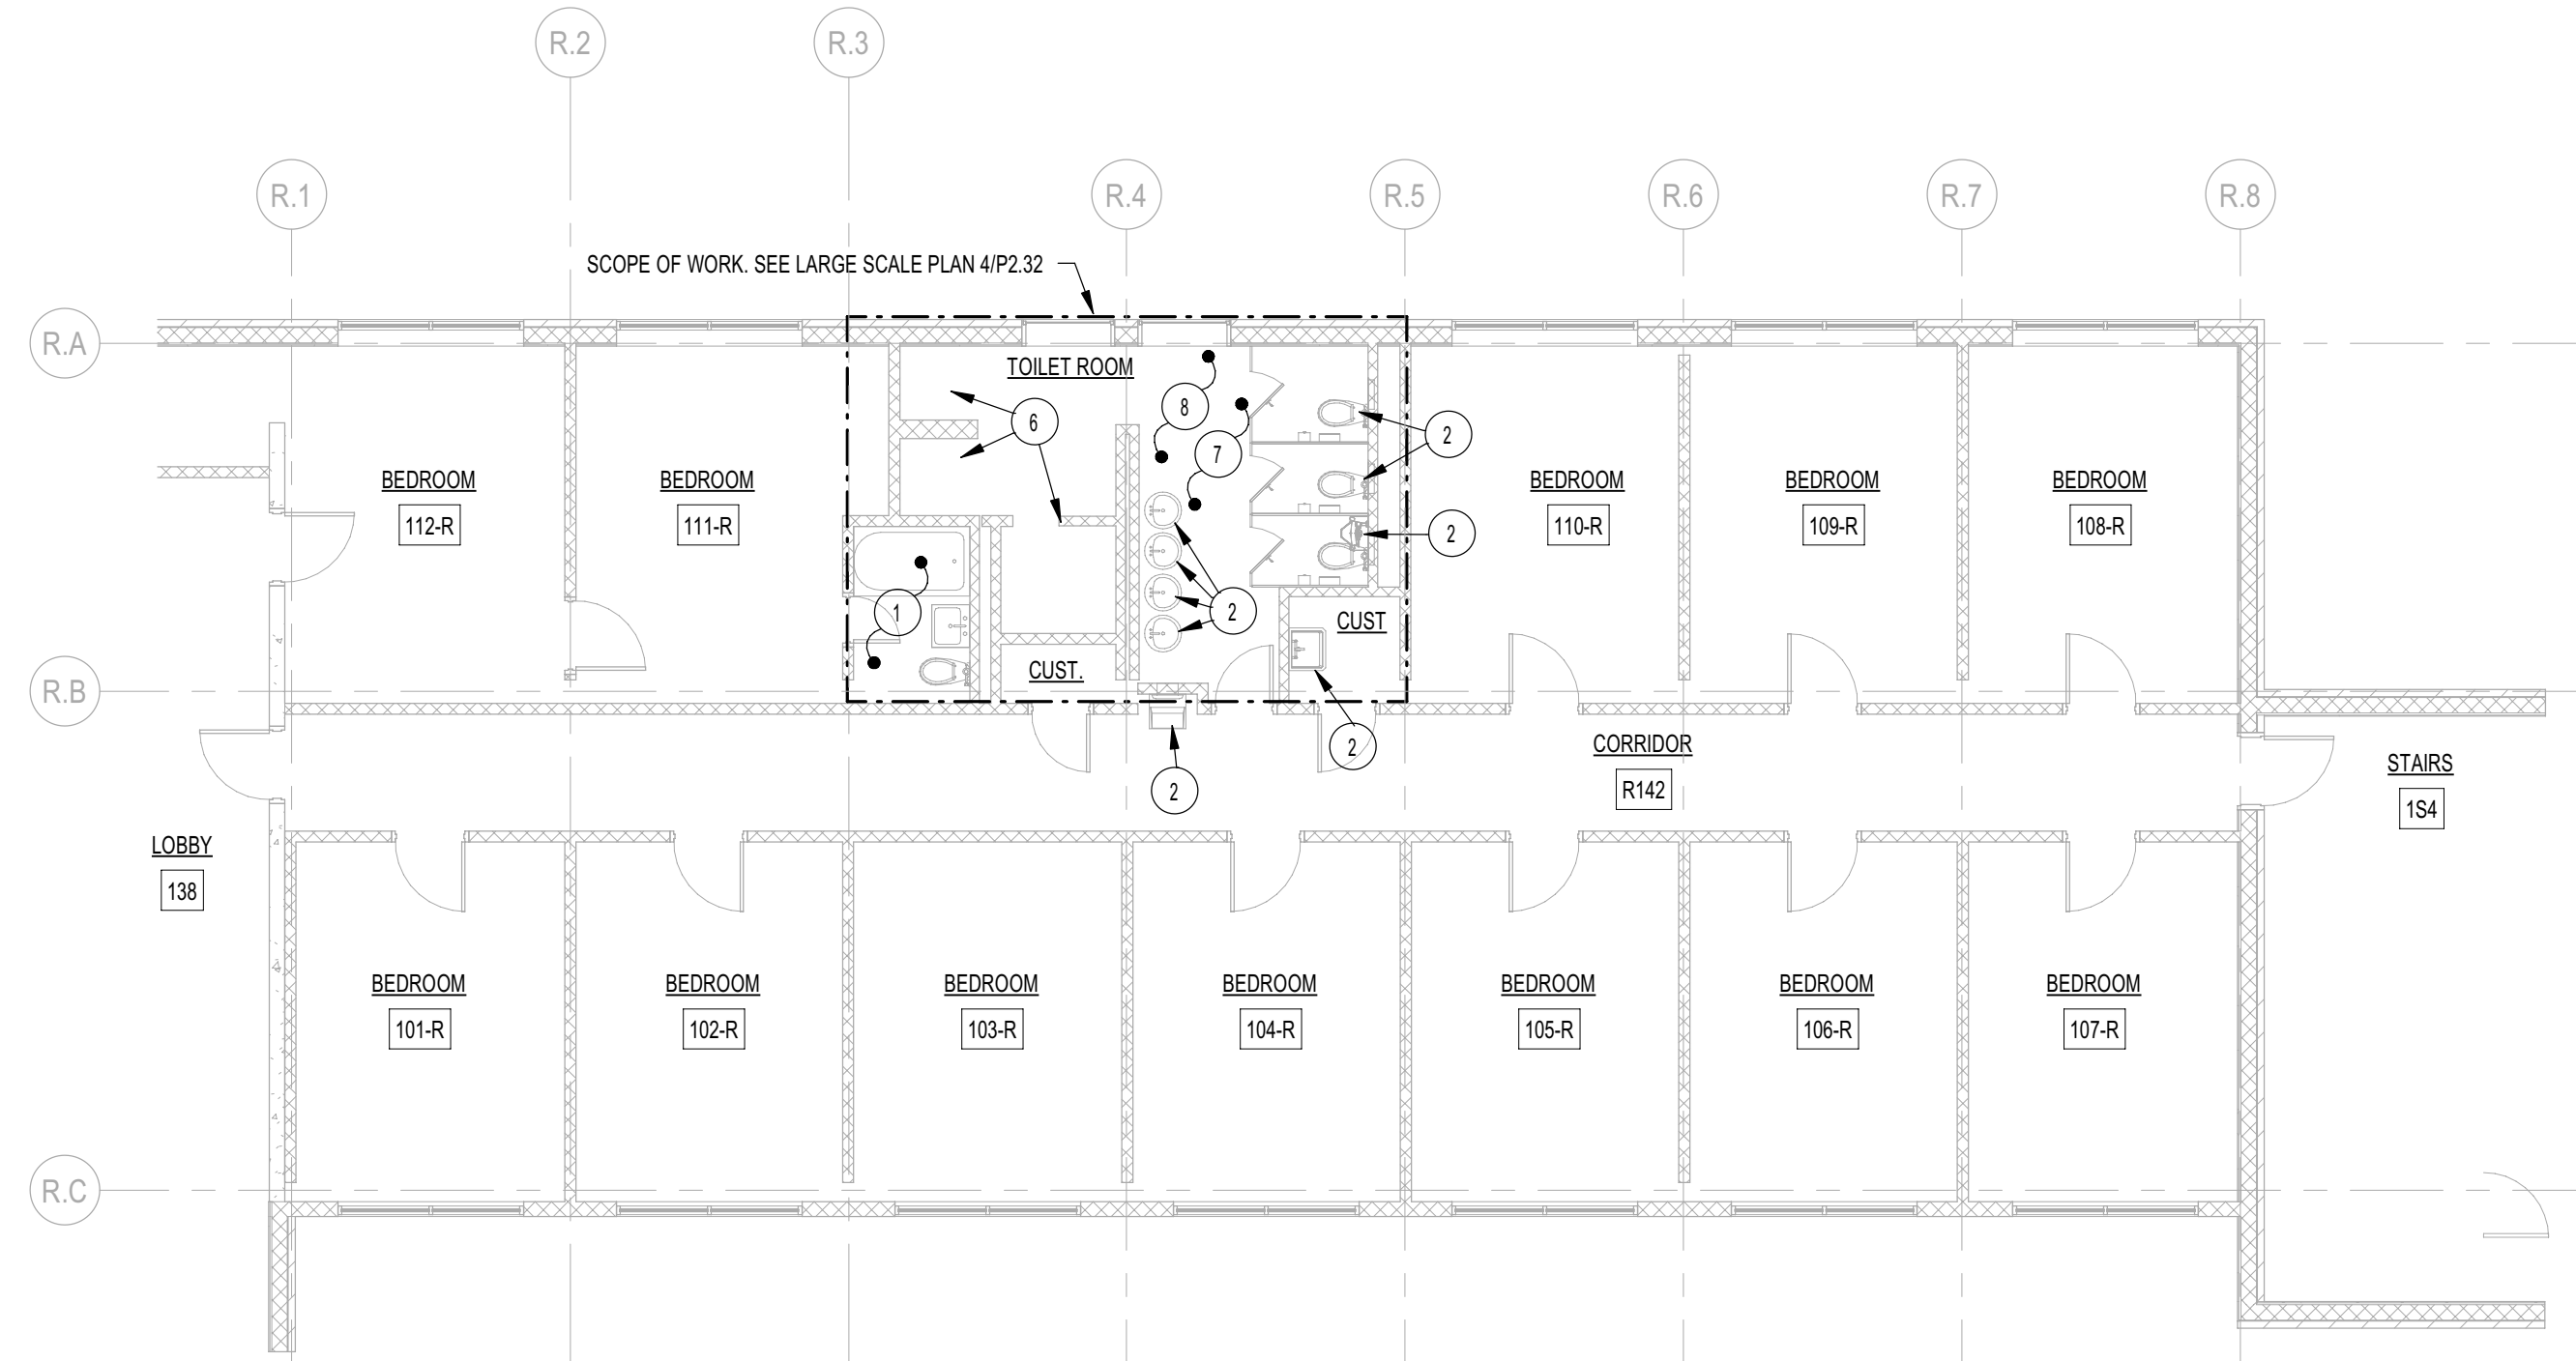 R.2
R.3
R.1
R.4
R.5
R.6
R.7
R.8
SCOPE OF WORK. SEE LARGE SCALE PLAN 4/P2.32
R.A
TOILET ROOM
8
6
7
2
BEDROOM
112-R
BEDROOM
111-R
BEDROOM
110-R
BEDROOM
109-R
BEDROOM
108-R
2
1
2
CUST
CUST.
R.B
2
2
CORRIDOR
R142
STAIRS
1S4
LOBBY
138
BEDROOM
101-R
BEDROOM
102-R
BEDROOM
103-R
BEDROOM
104-R
BEDROOM
105-R
BEDROOM
106-R
BEDROOM
107-R
R.C